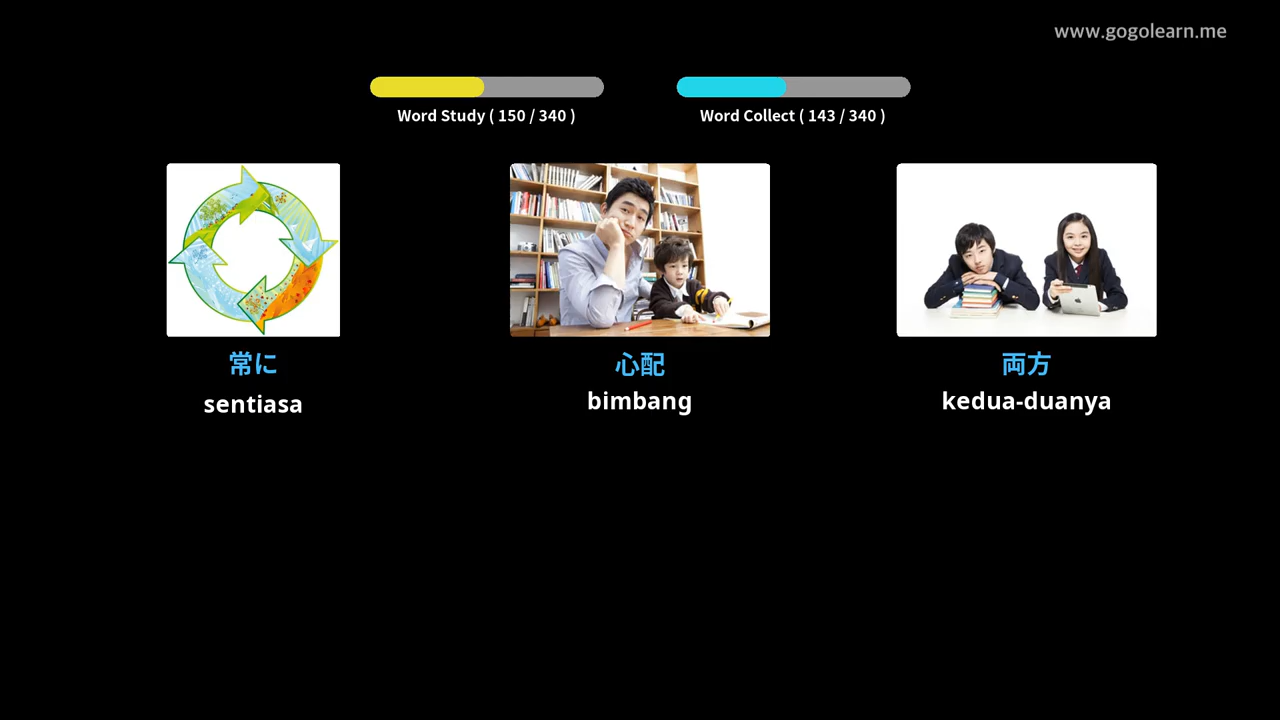 www.gogolearn.me
Word Study ( 150 / 340 )
Word Collect ( 143 / 340 )
常に
sentiasa
心配
bimbang
両方
kedua-duanya